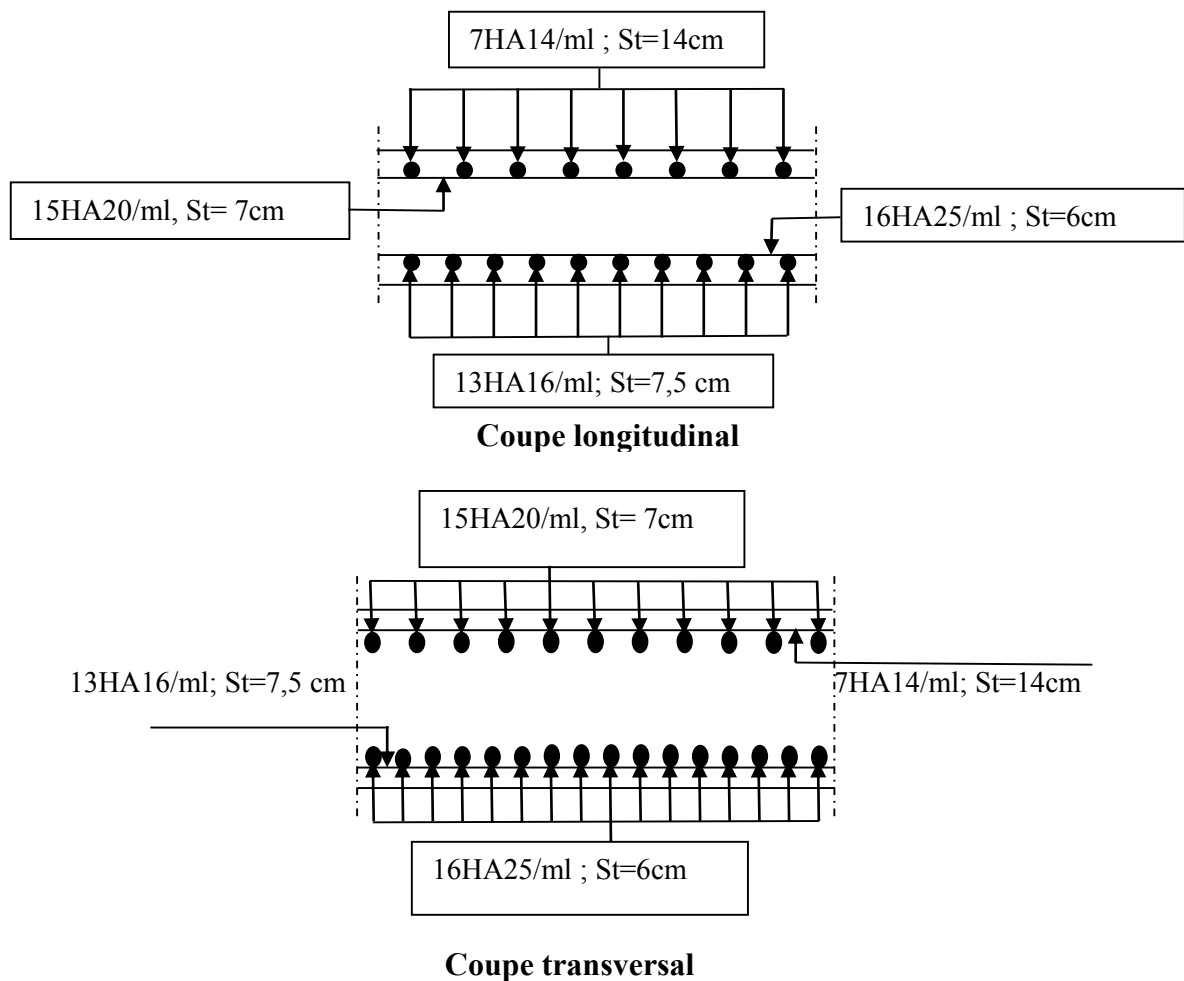 7HA14/ml ; St=14cm
15HA20/ml, St= 7cm
16HA25/ml ; St=6cm
13HA16/ml; St=7,5 cm
Coupe longitudinal
15HA20/ml, St= 7cm
13HA16/ml; St=7,5 cm
7HA14/ml; St=14cm
16HA25/ml ; St=6cm
Coupe transversal